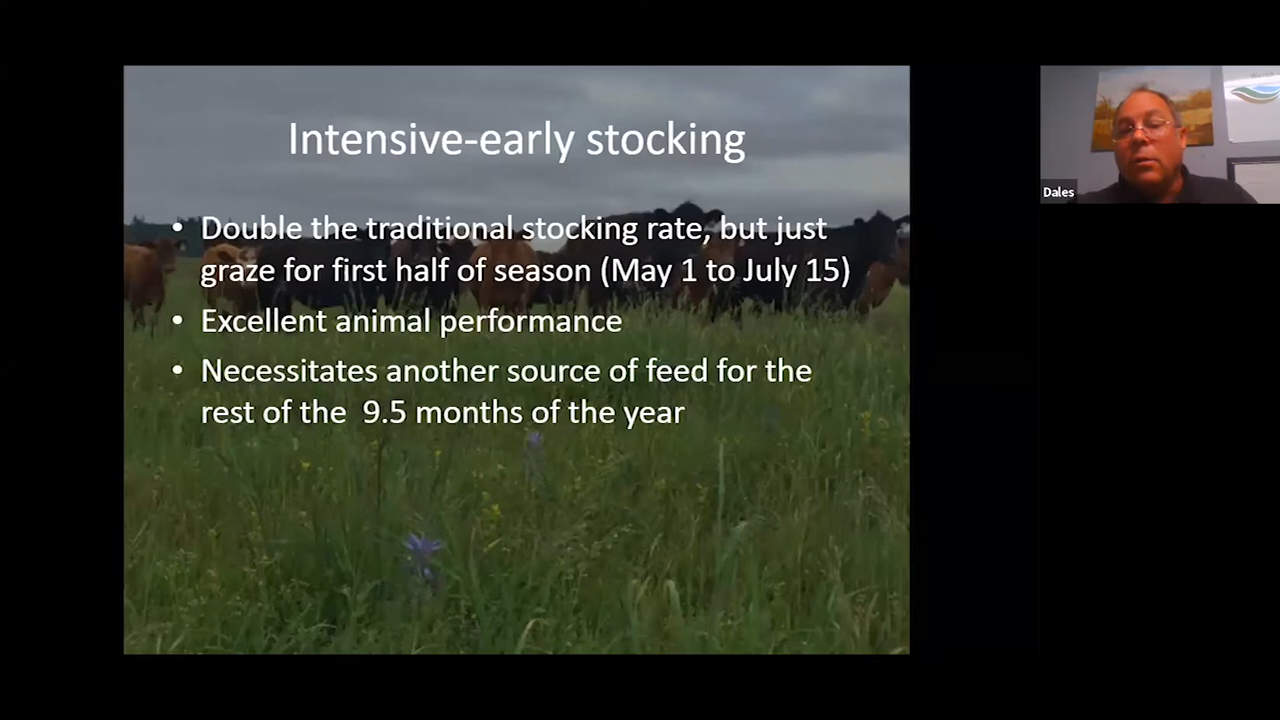 Intensive-early stocking
• Double the traditional stocking rate, but just
graze for first half of season (May 1 to July 15)
• Excellent animal performance
• Necessitates another source of feed for the
rest of the  9.5 months of the year
Dales